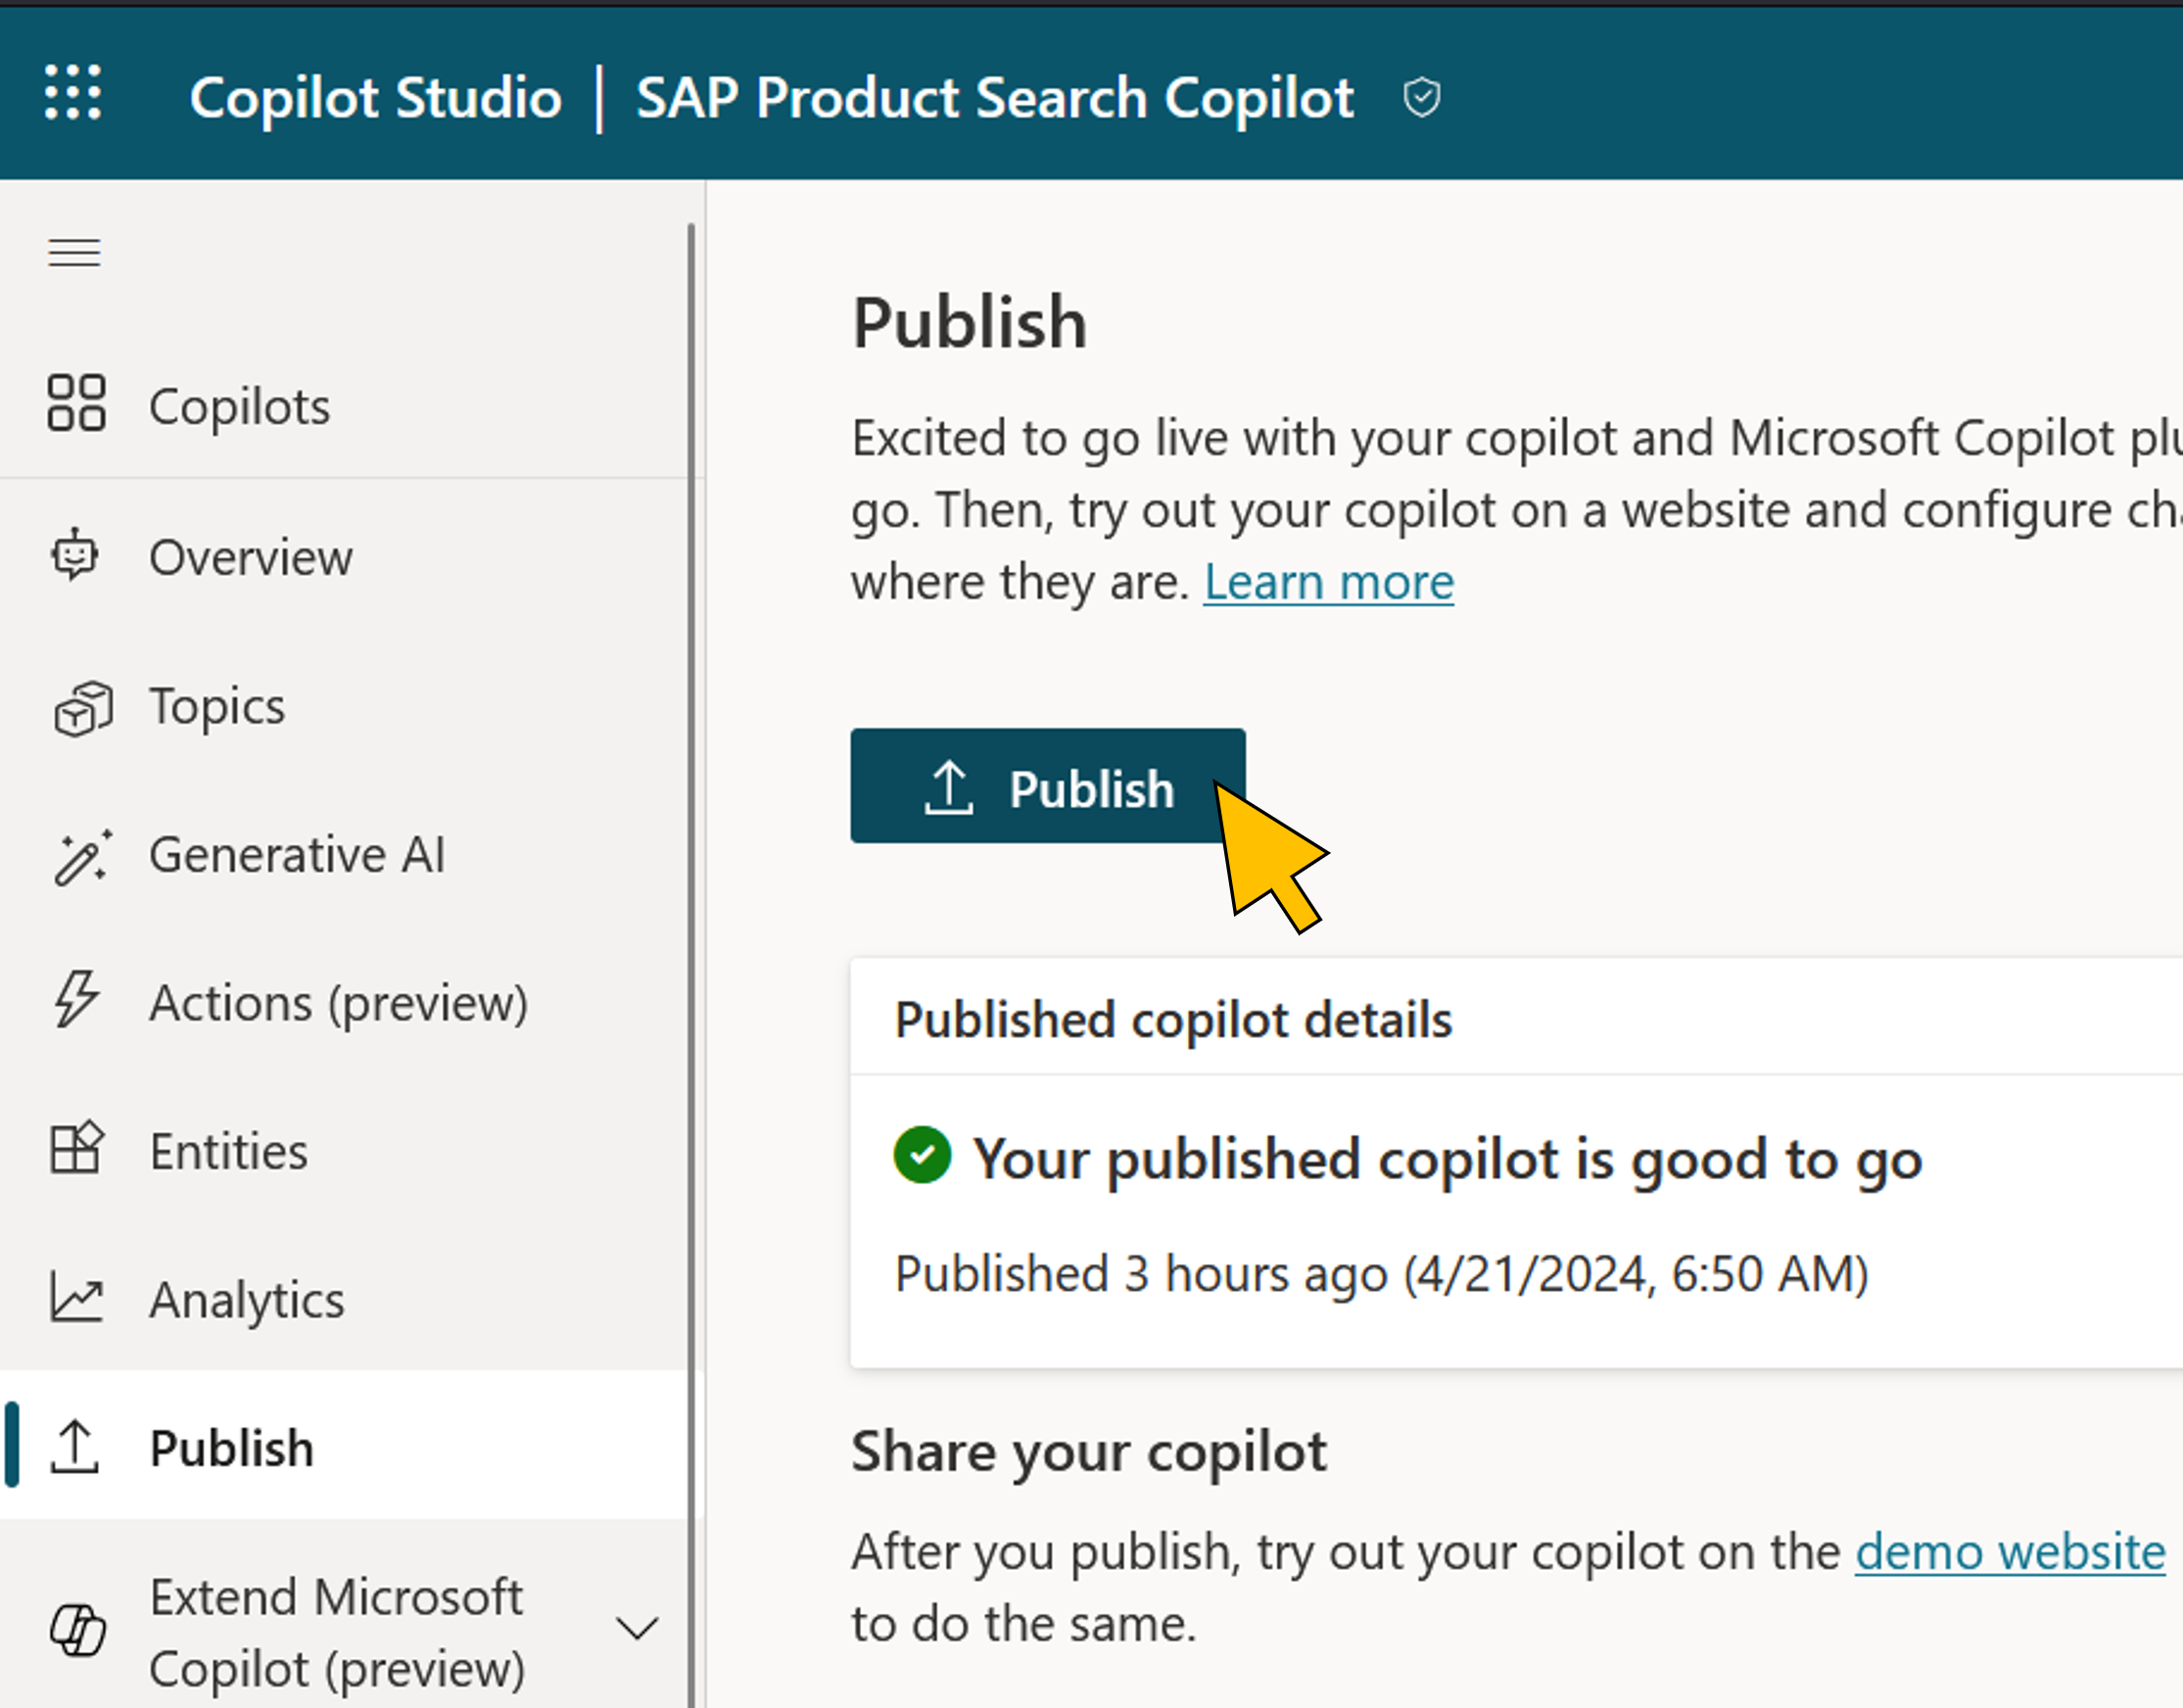 Copilot Studio | SAP Product Search Copilot
Copilots
Overview
Topics
Generative AI
Actions (preview)
Entities
Analytics
Publish
Extend Microsoft
Copilot (preview)
Publish
Excited to go live with your copilot and Microsoft Copilot
go. Then, try out your copilot on a website and configure
where they are. Learn more
Publish
Published copilot details
Your published copilot is good to go
Published 3 hours ago (4/21/2024, 6:50 AM)
Share your copilot
After you publish, try out your copilot on the demo website
to do the same.